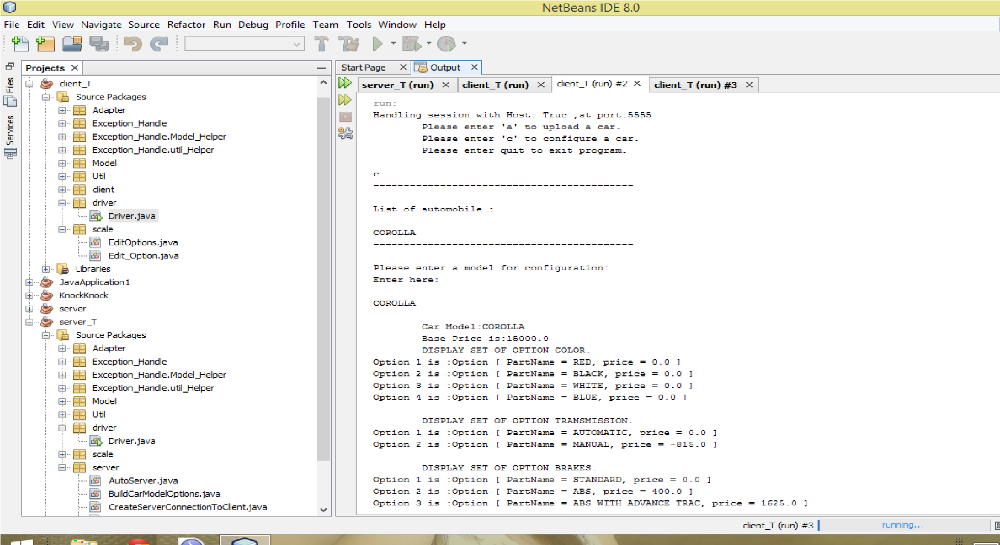 NetBeans IDE 8.0
File Edit View Navigate Source Refactor Run Debug Profile Team Tools Window Help
Files
Services
Projects
client_T
Source Packages
Adapter
Exception_Handle
Exception_Handle.Model_Helper
Exception_Handle.util_Helper
Model
Util
client
driver
Driver.java
scale
EditOptions.java
Edit_Option.java
Libraries
JavaApplication1
KnockKnock
server
server_T
Source Packages
Adapter
Exception_Handle
Exception_Handle.Model_Helper
Exception_Handle.util_Helper
Model
Util
driver
Driver.java
scale
server
AutoServer.java
BuildCarModelOptions.java
CreateServerConnectionToClient.java
Start Page Output
server_T (run) client_T (run) client_T (run) #2 client_T (run) #3
run:
Handling session with Host: Truc ,at port:5555
Please enter 'a' to upload a car.
Please enter 'c' to configure a car.
Please enter quit to exit program.
c
-------------------------------------------
List of automobile :
COROLLA
-------------------------------------------
Please enter a model for configuration:
Enter here:
COROLLA
Car Model:COROLLA
Base Price is:15000.0
DISPLAY SET OF OPTION COLOR.
Option 1 is :Option [ PartName = RED, price = 0.0 ]
Option 2 is :Option [ PartName = BLACK, price = 0.0 ]
Option 3 is :Option [ PartName = WHITE, price = 0.0 ]
Option 4 is :Option [ PartName = BLUE, price = 0.0 ]
DISPLAY SET OF OPTION TRANSMISSION.
Option 1 is :Option [ PartName = AUTOMATIC, price = 0.0 ]
Option 2 is :Option [ PartName = MANUAL, price = -815.0 ]
DISPLAY SET OF OPTION BRAKES.
Option 1 is :Option [ PartName = STANDARD, price = 0.0 ]
Option 2 is :Option [ PartName = ABS, price = 400.0 ]
Option 3 is :Option [ PartName = ABS WITH ADVANCE TRAC, price = 1625.0 ]
client_T (run) #3 running...